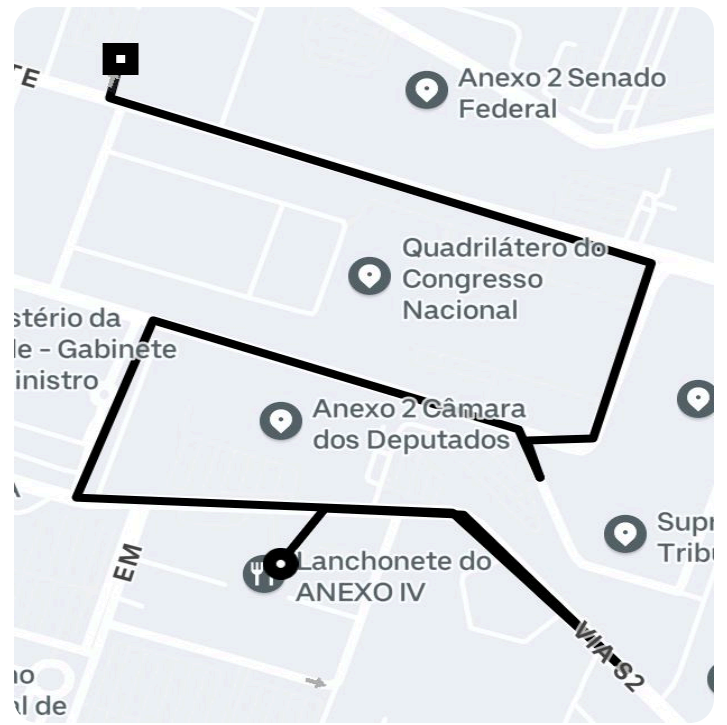 TE
Anexo 2 Senado
Federal
Quadrilátero do
Congresso
Nacional
stério da
le - Gabinete
inistro
Anexo 2 Câmara
dos Deputados
A
Supr
Tribu
EM
Lanchonete do
ANEXO IV
VIA S2
no
al de